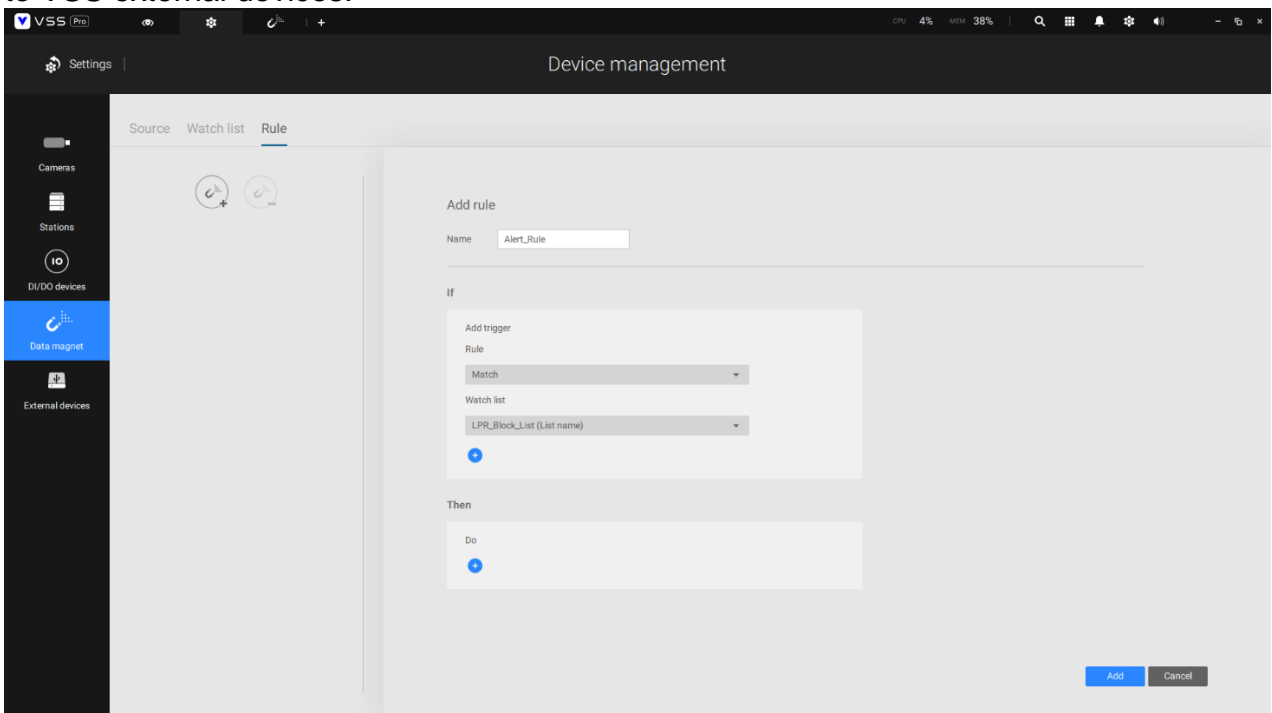 to VSS external devices.
VSS Pro + CPU 4% MEM 38%
Settings Device management
Source Watch list Rule
Cameras
Stations
IO
DI/DO devices
Data magnet
External devices
Add rule
Name Alert_Rule
If
Add trigger
Rule
Match
Watch list
LPR_Block_List (List name)
Then
Do
Add Cancel